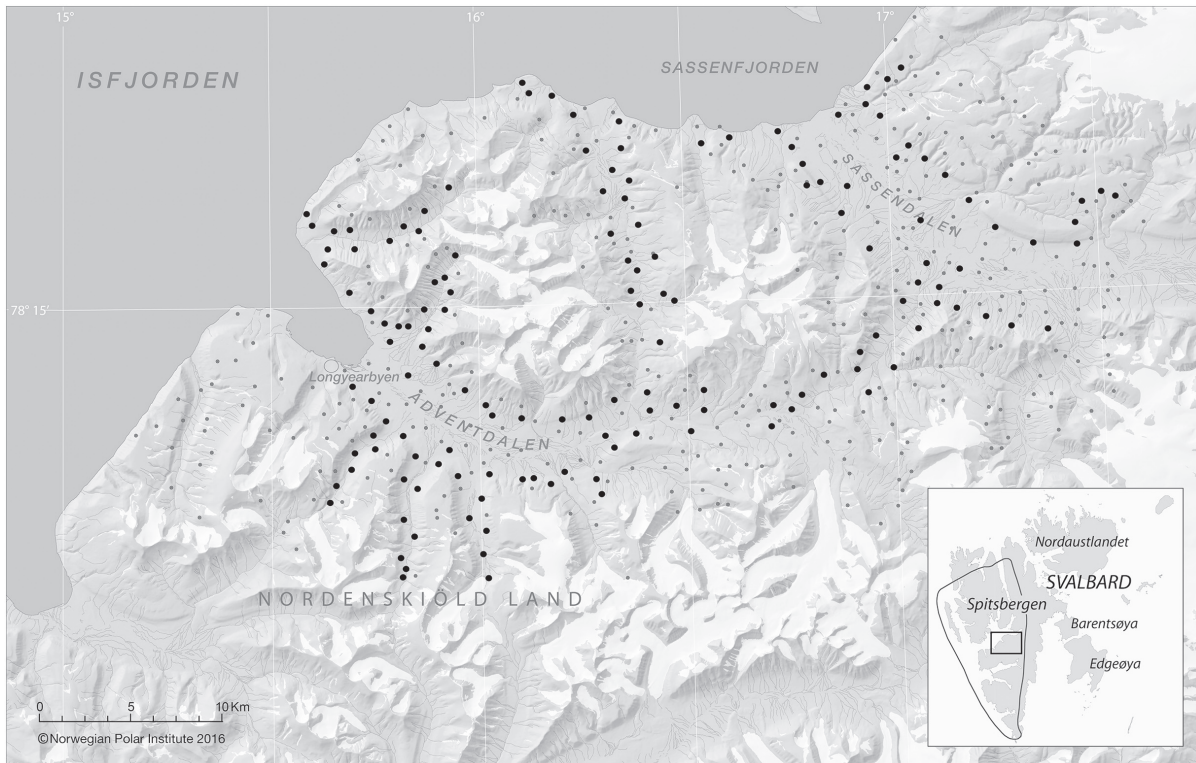 15°
16°
17°
ISFJORDEN
SASSENFJORDEN
SASSENDALEN
78° 15'
Longyearbyen
ADVENTDALEN
NORDENSKIÖLD LAND
Nordaustlandet
SVALBARD
Spitsbergen
Barentsøya
Edgeøya
0 5 10 Km
©Norwegian Polar Institute 2016